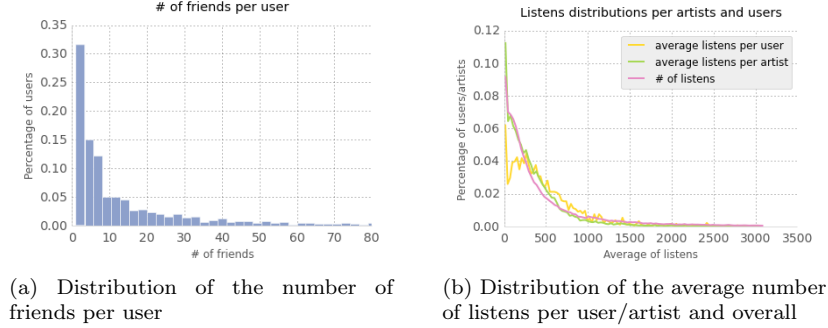 # of friends per user
0.35
0.30
0.25
0.20
0.15
0.10
0.05
0.00
Percentage of users
0 10 20 30 40 50 60 70 80
# of friends
(a) Distribution of the number of
friends per user
Listens distributions per artists and users
0.12
0.10
0.08
0.06
0.04
0.02
0.00
Percentage of users/artists
average listens per user
average listens per artist
# of listens
0 500 1000 1500 2000 2500 3000 3500
Average of listens
(b) Distribution of the average number
of listens per user/artist and overall